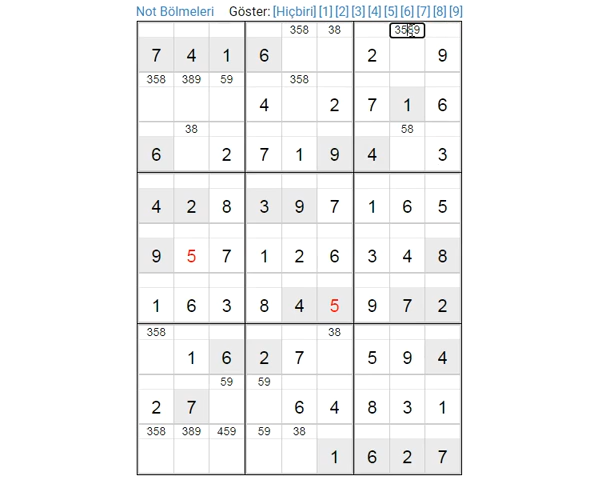 Not Bölmeleri Göster: [Hiçbiri] [1] [2] [3] [4] [5] [6] [7] [8] [9]
358 38
7 4 1 6 2 9
358 389 59 358
4 2 7 1 6
38 58
6 2 7 1 9 4 3
4 2 8 3 9 7 1 6 5
9 5 7 1 2 6 3 4 8
1 6 3 8 4 5 9 7 2
358 38
1 6 2 7 5 9 4
59 59
2 7 6 4 8 3 1
358 389 459 59 38
1 6 2 7